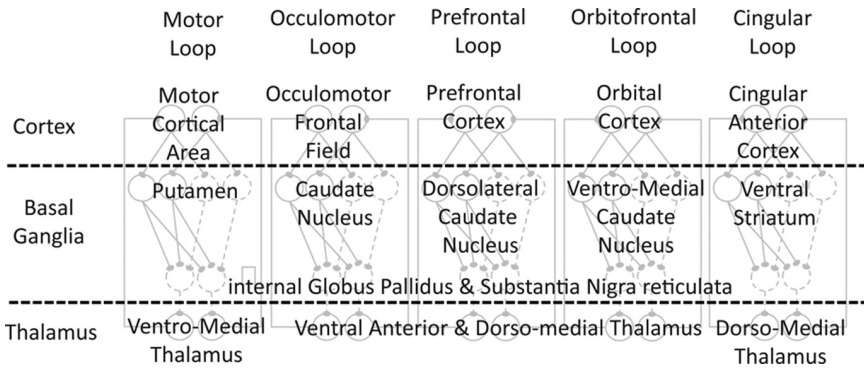 Motor Loop
Occulomotor Loop
Prefrontal Loop
Orbitofrontal Loop
Cingular Loop
Cortex
Motor Cortical Area
Occulomotor Frontal Field
Prefrontal Cortex
Orbital Cortex
Cingular Anterior Cortex
Basal Ganglia
Putamen
Caudate Nucleus
Dorsolateral Caudate Nucleus
Ventro-Medial Caudate Nucleus
Ventral Striatum
internal Globus Pallidus & Substantia Nigra reticulata
Thalamus
Ventro-Medial Thalamus
Ventral Anterior & Dorso-medial Thalamus
Dorso-Medial Thalamus